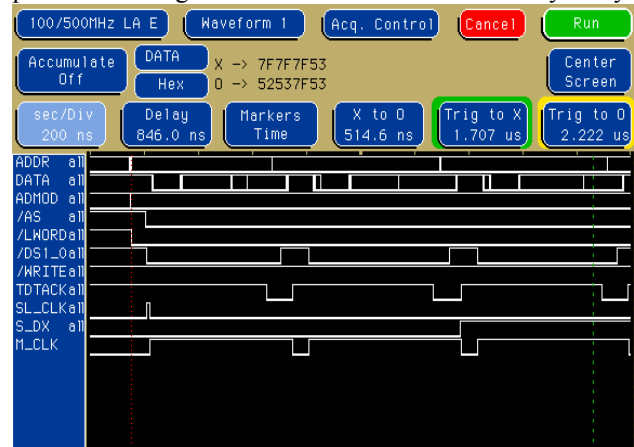 100/500MHz LA E Waveform 1 Acq. Control Cancel Run
Accumulate Off DATA X -> 7F7F7F53 Center Screen
Hex O -> 52537F53
sec/Div 200 ns Delay 846.0 ns Markers Time X to O 514.6 ns Trig to X 1.707 us Trig to O 2.222 us
ADDR all
DATA all
ADMOD all
/AS all
/LWORDall
/DS1_0all
/WRITEall
TDTACKall
SL_CLKall
S_DX all
M_CLK